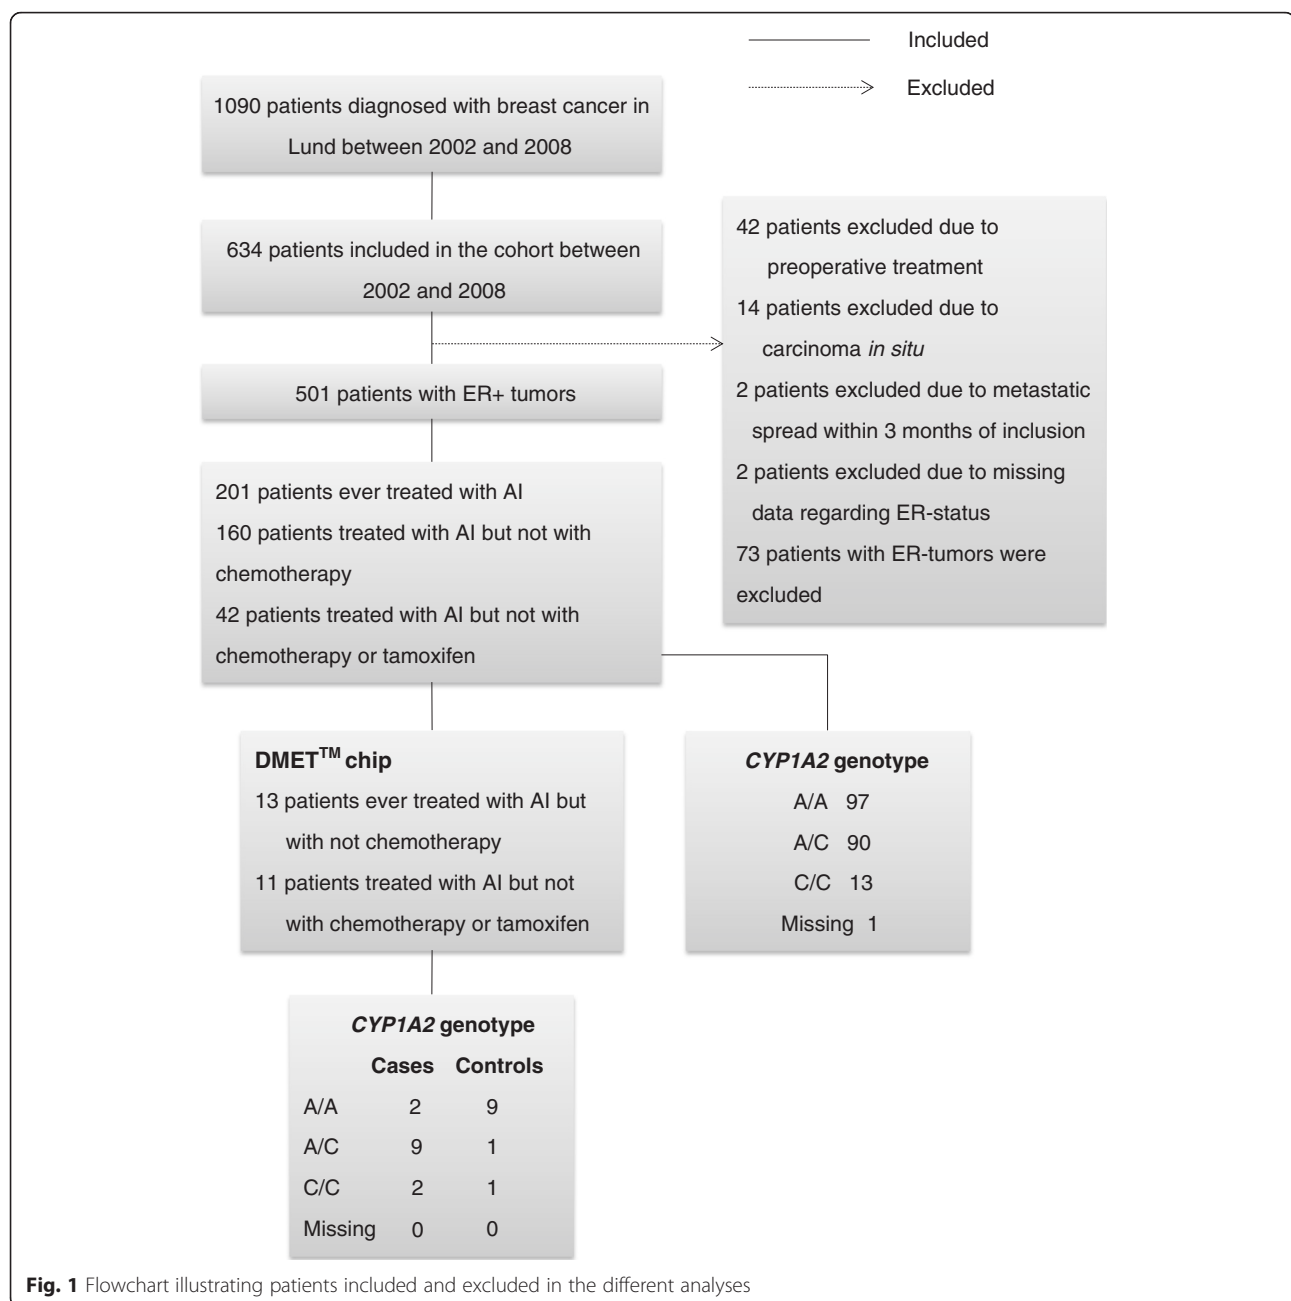 Included
Excluded
1090 patients diagnosed with breast cancer in
Lund between 2002 and 2008
634 patients included in the cohort between
2002 and 2008
42 patients excluded due to
preoperative treatment
14 patients excluded due to
carcinoma in situ
2 patients excluded due to metastatic
spread within 3 months of inclusion
2 patients excluded due to missing
data regarding ER-status
73 patients with ER-tumors were
excluded
501 patients with ER+ tumors
201 patients ever treated with AI
160 patients treated with AI but not with
chemotherapy
42 patients treated with AI but not with
chemotherapy or tamoxifen
DMET™ chip
13 patients ever treated with AI but
with not chemotherapy
11 patients treated with AI but not
with chemotherapy or tamoxifen
CYP1A2 genotype
A/A 97
A/C 90
C/C 13
Missing 1
CYP1A2 genotype
Cases Controls
A/A 2 9
A/C 9 1
C/C 2 1
Missing 0 0
Fig. 1 Flowchart illustrating patients included and excluded in the different analyses